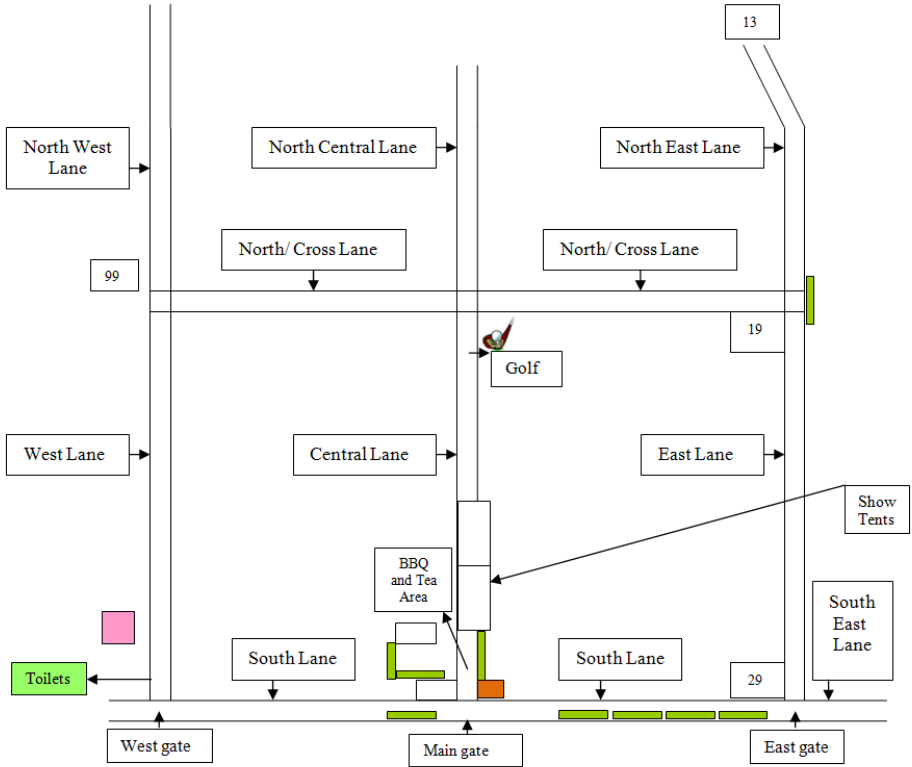 13
North West
Lane
North Central Lane
North East Lane
North/ Cross Lane
North/ Cross Lane
99
19
Golf
West Lane
Central Lane
East Lane
Show
Tents
BBQ
and Tea
Area
South
East
Lane
South Lane
South Lane
Toilets
29
West gate
Main gate
East gate